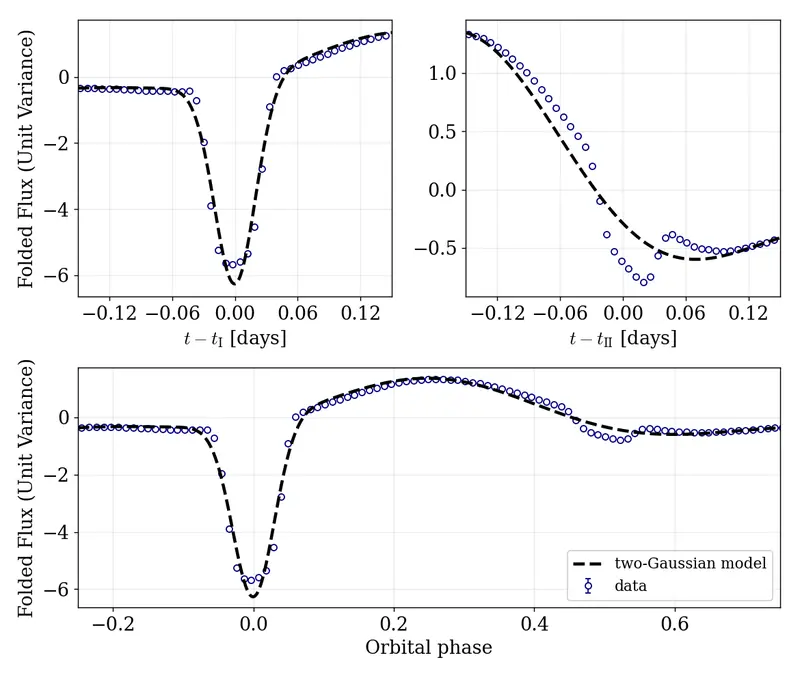 Folded Flux (Unit Variance)
0
−2
−4
−6
−0.12 −0.06 0.00 0.06 0.12
t − tI [days]
1.0
0.5
0.0
−0.5
−0.12 −0.06 0.00 0.06 0.12
t − tII [days]
Folded Flux (Unit Variance)
0
−2
−4
−6
two-Gaussian model
data
−0.2 0.0 0.2 0.4 0.6
Orbital phase